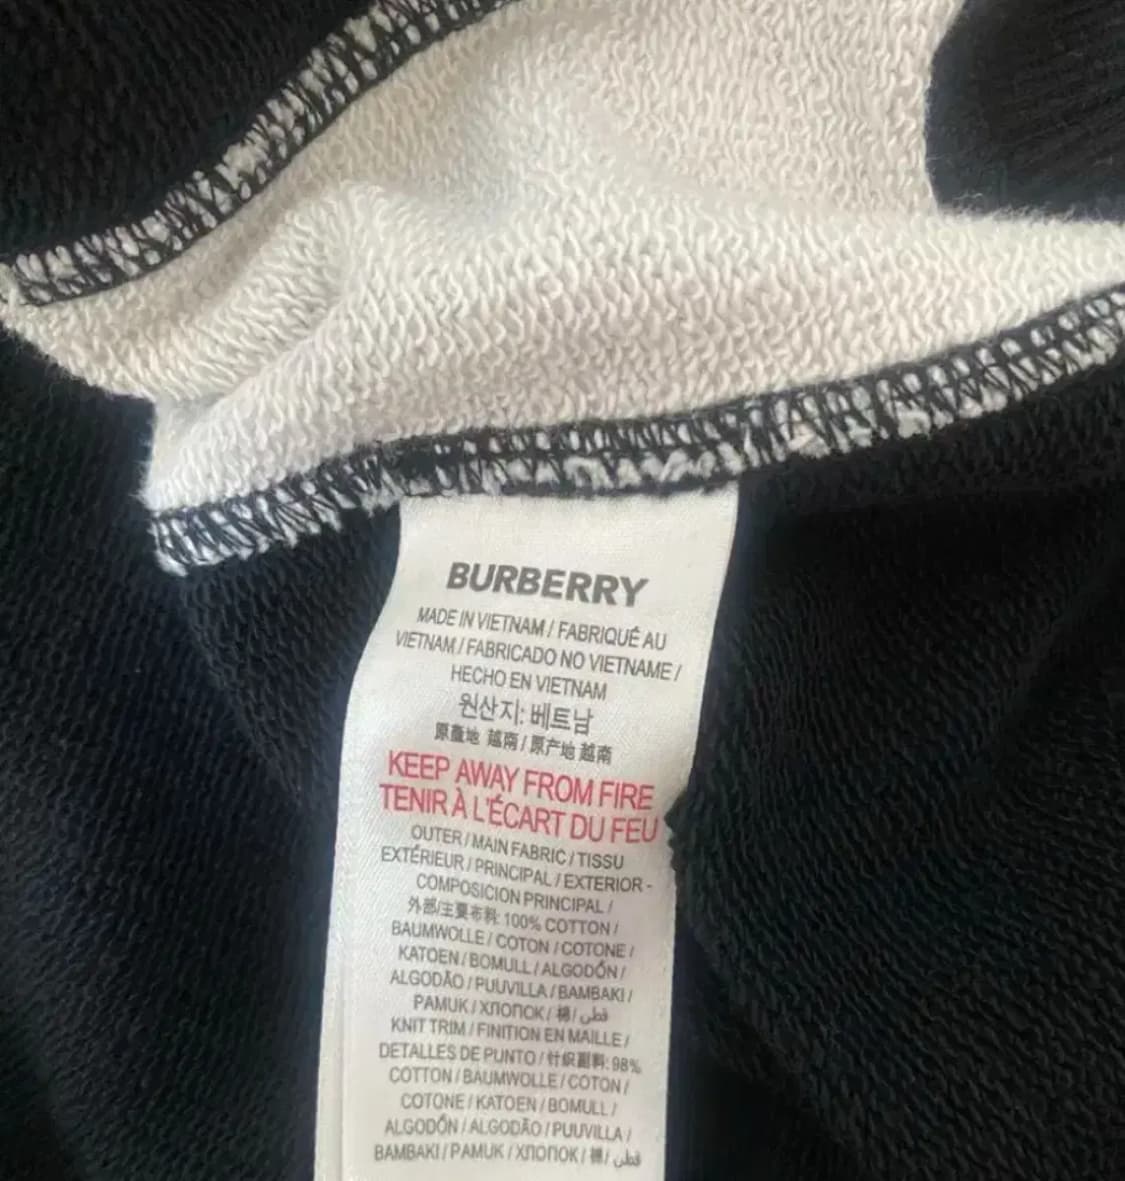 BURBERRY
MADE IN VIETNAM / FABRIQUÉ AU
VIETNAM / FABRICADO NO VIETNAME /
HECHO EN VIETNAM
원산지: 베트남
原產地 越南 / 原产地 越南
KEEP AWAY FROM FIRE
TENIR À L'ÉCART DU FEU
OUTER / MAIN FABRIC / TISSU
EXTÉRIEUR / PRINCIPAL / EXTERIOR -
COMPOSICION PRINCIPAL /
外部/主要布料: 100% COTTON /
BAUMWOLLE / COTON / COTONE /
KATOEN / BOMULL / ALGODÓN /
ALGODÃO / PUUVILLA / BAMBAKI /
PAMUK / ХЛОПОК / 棉 / قطن
KNIT TRIM / FINITION EN MAILLE /
DETALLES DE PUNTO / 针织副料: 98%
COTTON / BAUMWOLLE / COTON /
COTONE / KATOEN / BOMULL /
ALGODÓN / ALGODÃO / PUUVILLA /
BAMBAKI / PAMUK / ХЛОПОК / 棉 / قطن